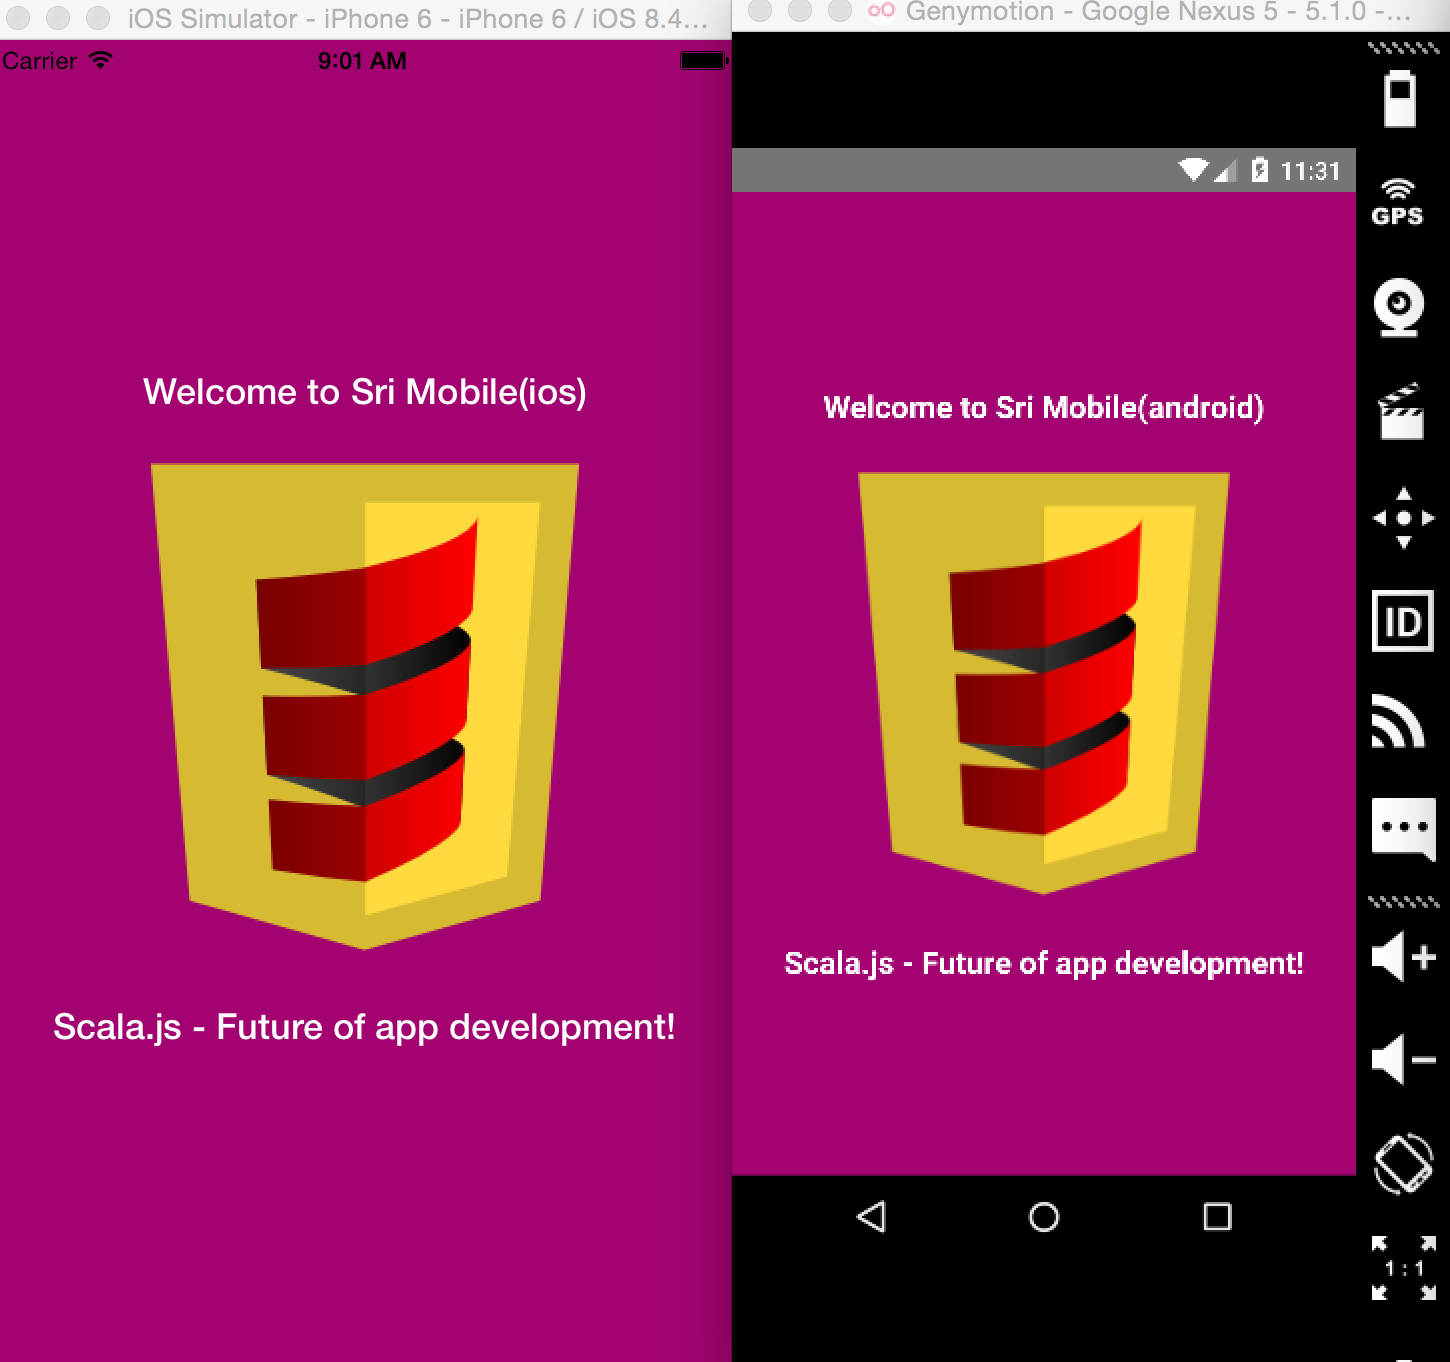 iOS Simulator - iPhone 6 - iPhone 6 / iOS 8.4...
Carrier
9:01 AM
Welcome to Sri Mobile(ios)
Scala.js - Future of app development!
Genymotion - Google Nexus 5 - 5.1.0 -...
11:31
Welcome to Sri Mobile(android)
Scala.js - Future of app development!
GPS
ID
1 : 1